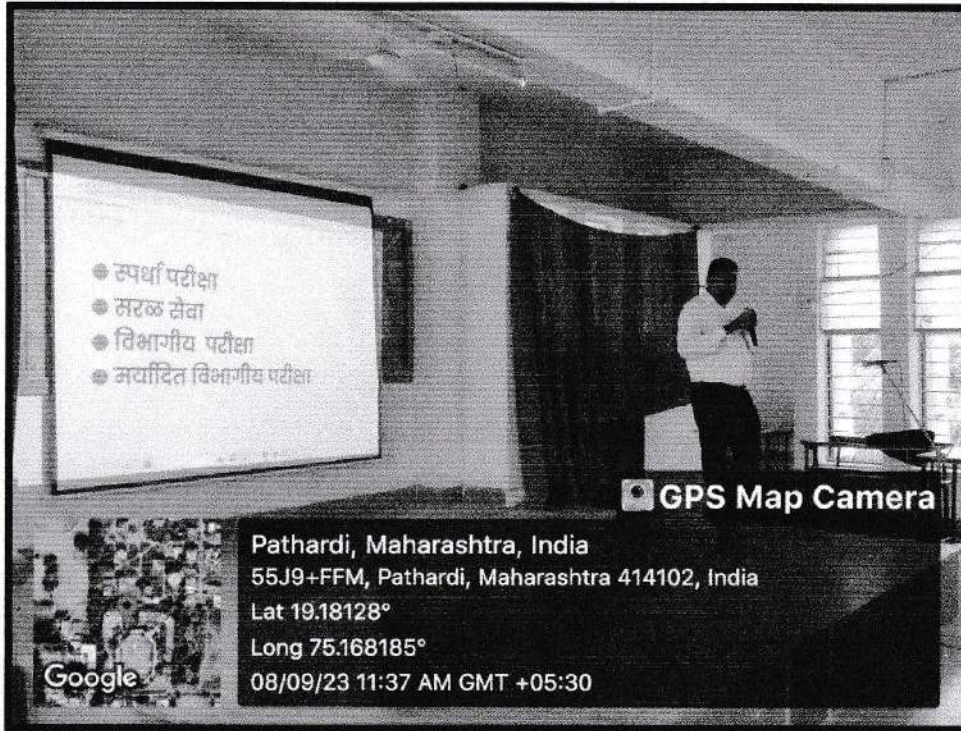 ● स्पर्धा परीक्षा
● सरळ सेवा
● विभागीय परीक्षा
● मर्यादित विभागीय परीक्षा
GPS Map Camera
Pathardi, Maharashtra, India
55J9+FFM, Pathardi, Maharashtra 414102, India
Lat 19.18128°
Long 75.168185°
08/09/23 11:37 AM GMT +05:30
Google